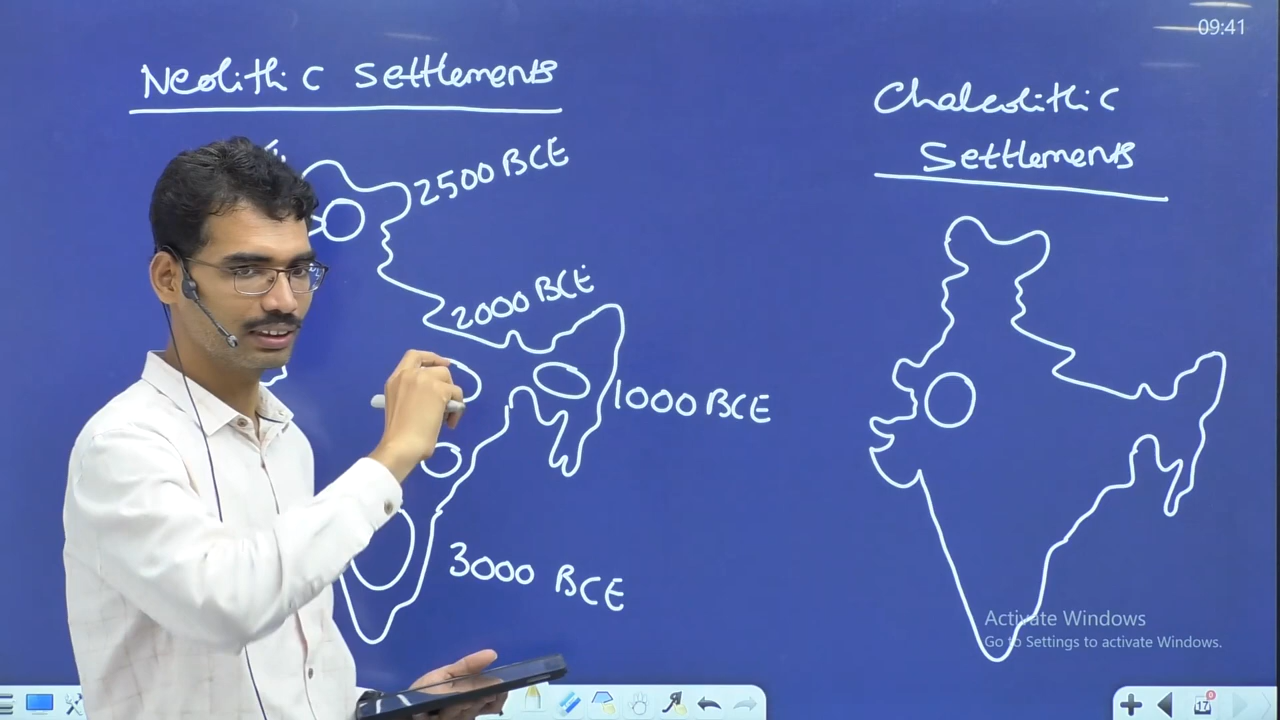 09:41
Neolithic Settlements
Chalcolithic
Settlements
2500 BCE
2000 BCE
1000 BCE
3000 BCE
Activate Windows
Go to Settings to activate Windows.
17